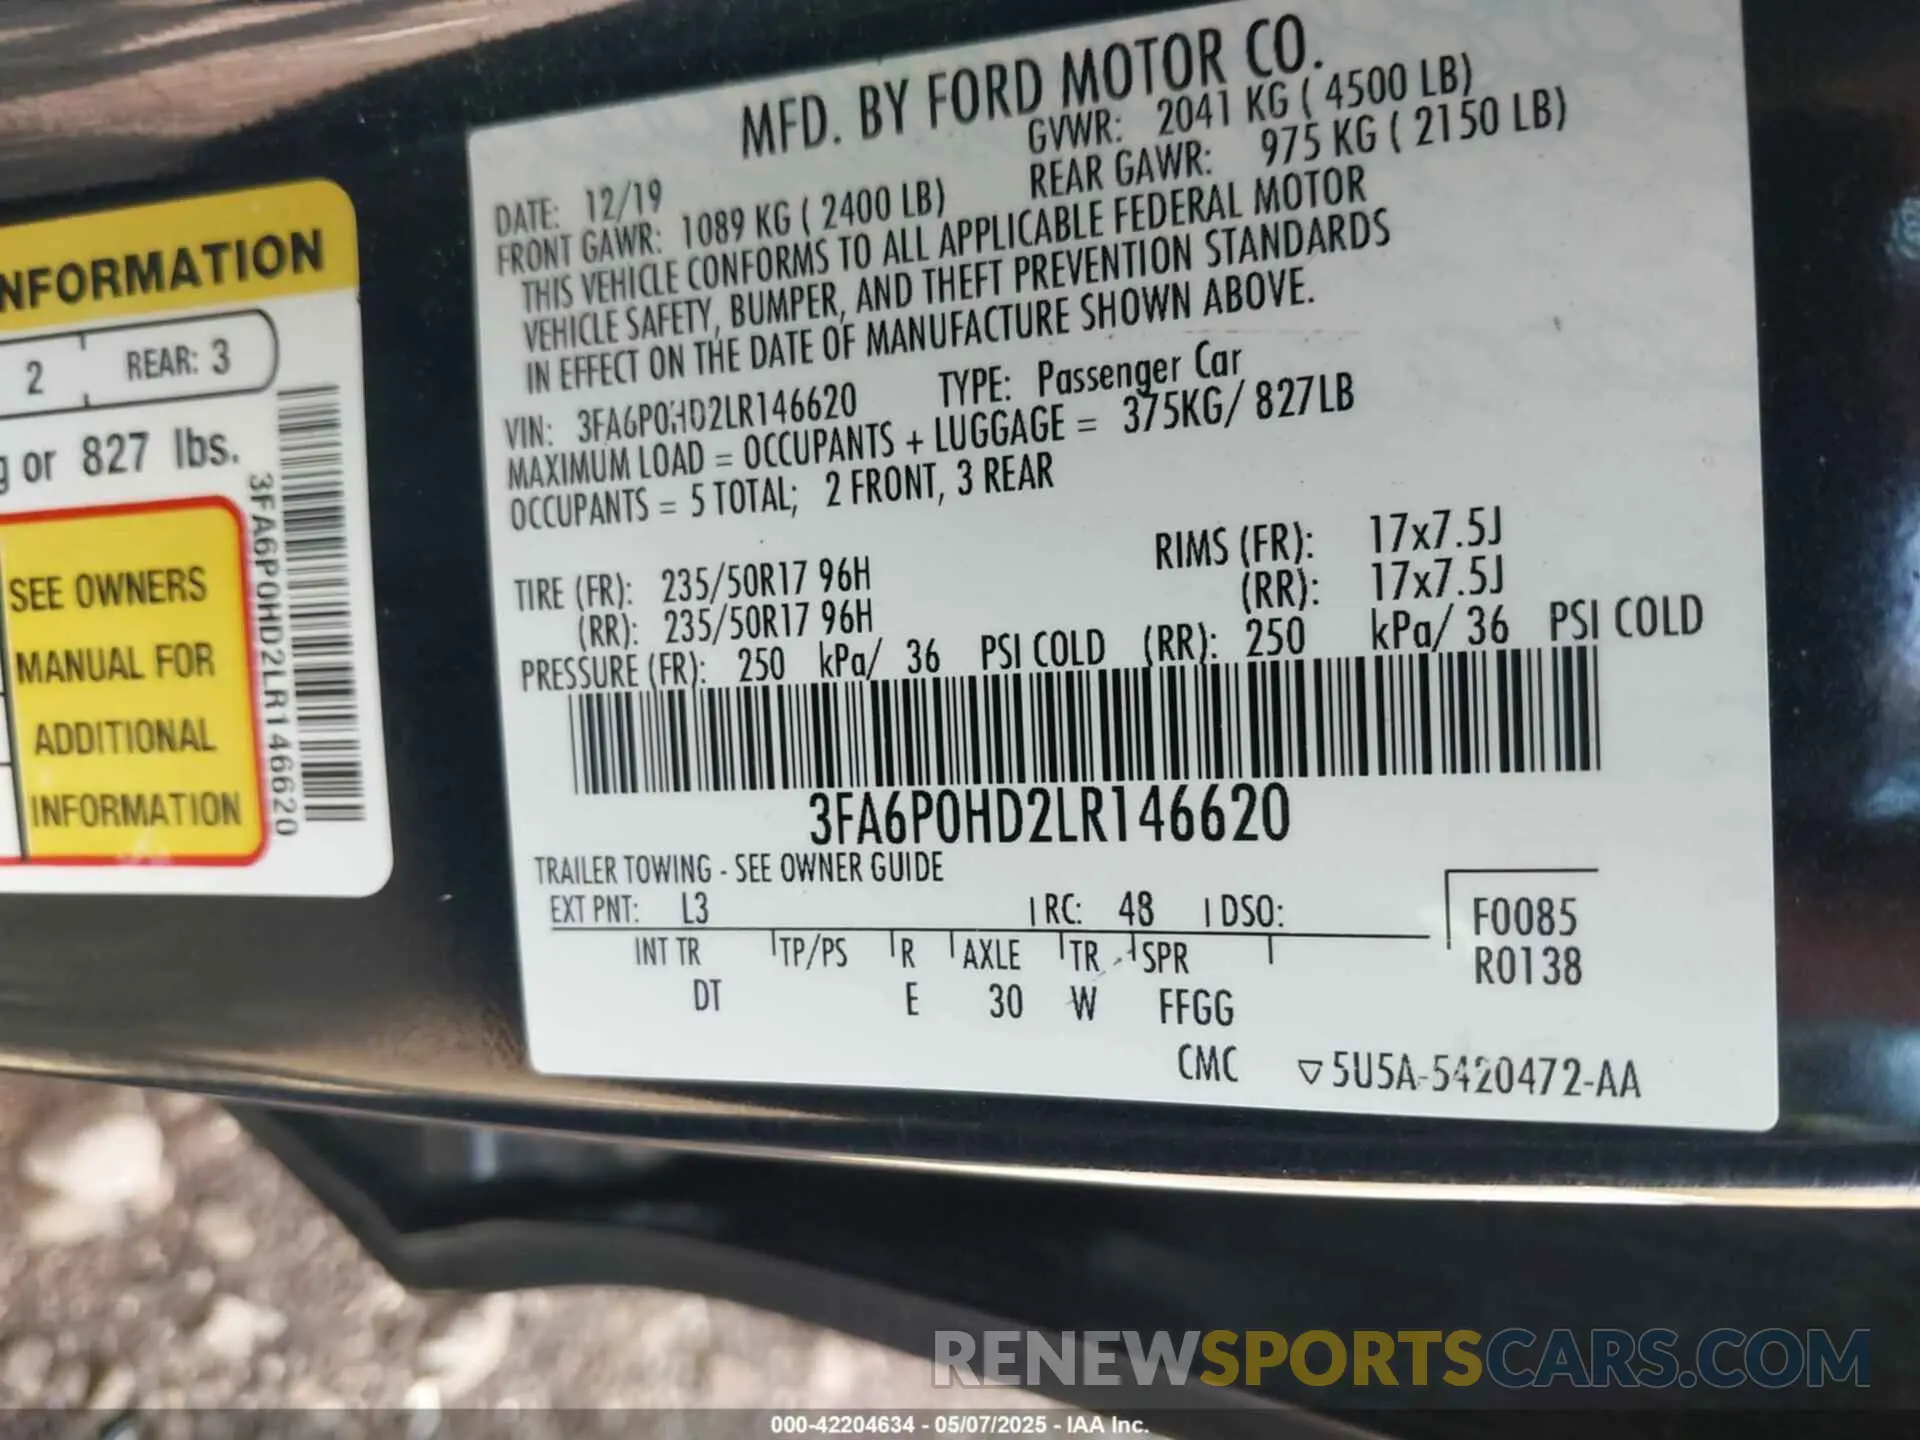 MFD. BY FORD MOTOR CO.
DATE: 12/19 GVWR: 2041 KG ( 4500 LB)
FRONT GAWR: 1089 KG ( 2400 LB) REAR GAWR: 975 KG ( 2150 LB)
THIS VEHICLE CONFORMS TO ALL APPLICABLE FEDERAL MOTOR
VEHICLE SAFETY, BUMPER, AND THEFT PREVENTION STANDARDS
IN EFFECT ON THE DATE OF MANUFACTURE SHOWN ABOVE.
VIN: 3FA6P0HD2LR146620 TYPE: Passenger Car
MAXIMUM LOAD = OCCUPANTS + LUGGAGE = 375KG/ 827LB
OCCUPANTS = 5 TOTAL; 2 FRONT, 3 REAR
TIRE (FR): 235/50R17 96H RIMS (FR): 17x7.5J
(RR): 235/50R17 96H (RR): 17x7.5J
PRESSURE (FR): 250 kPa/ 36 PSI COLD (RR): 250 kPa/ 36 PSI COLD
3FA6P0HD2LR146620
TRAILER TOWING - SEE OWNER GUIDE
EXT PNT: L3 RC: 48 DSO:
INT TR TP/PS R AXLE TR SPR
DT E 30 W FFGG
F0085
R0138
CMC ▽5U5A-5420472-AA
NFORMATION
2 REAR: 3
g or 827 lbs.
SEE OWNERS
MANUAL FOR
ADDITIONAL
INFORMATION
3FA6P0HD2LR146620
RENEWSPORTSCARS.COM
000-42204634 - 05/07/2025 - IAA Inc.